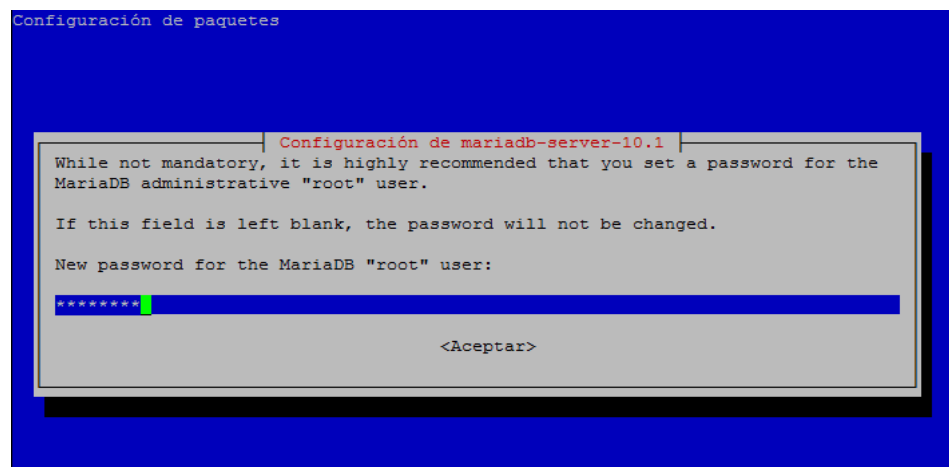 Configuración de paquetes
Configuración de mariadb-server-10.1
While not mandatory, it is highly recommended that you set a password for the
MariaDB administrative "root" user.
If this field is left blank, the password will not be changed.
New password for the MariaDB "root" user:
********
<Aceptar>